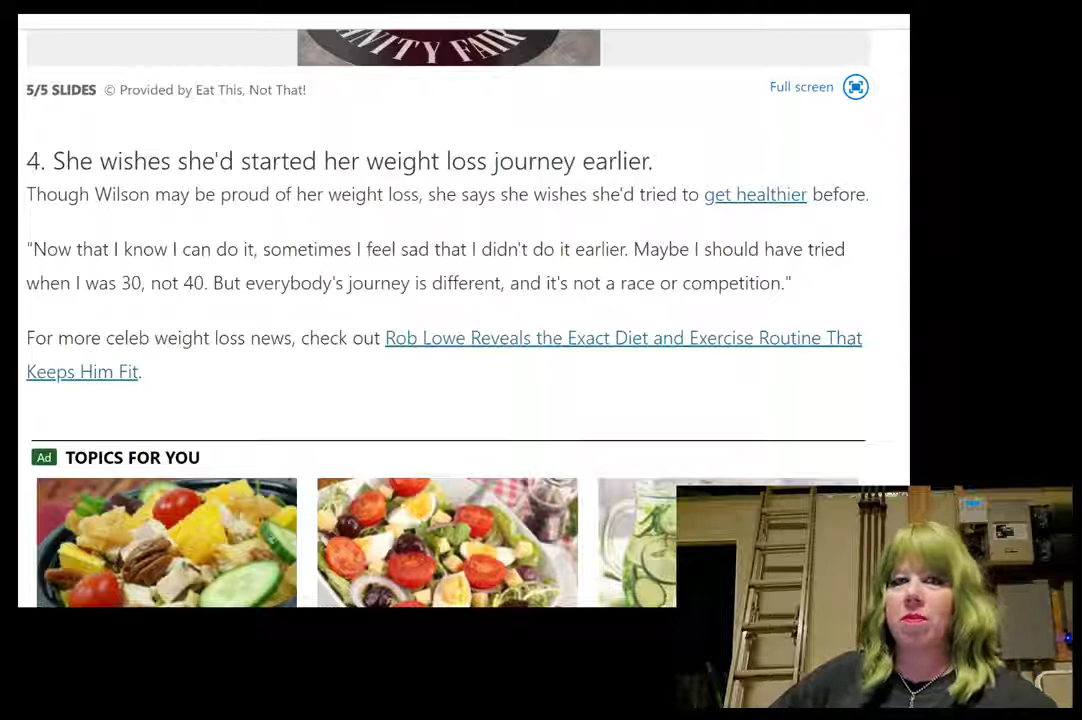 ANITY FAIR
5/5 SLIDES © Provided by Eat This, Not That!
Full screen
4. She wishes she'd started her weight loss journey earlier.
Though Wilson may be proud of her weight loss, she says she wishes she'd tried to get healthier before.
"Now that I know I can do it, sometimes I feel sad that I didn't do it earlier. Maybe I should have tried
when I was 30, not 40. But everybody's journey is different, and it's not a race or competition."
For more celeb weight loss news, check out Rob Lowe Reveals the Exact Diet and Exercise Routine That
Keeps Him Fit.
Ad TOPICS FOR YOU